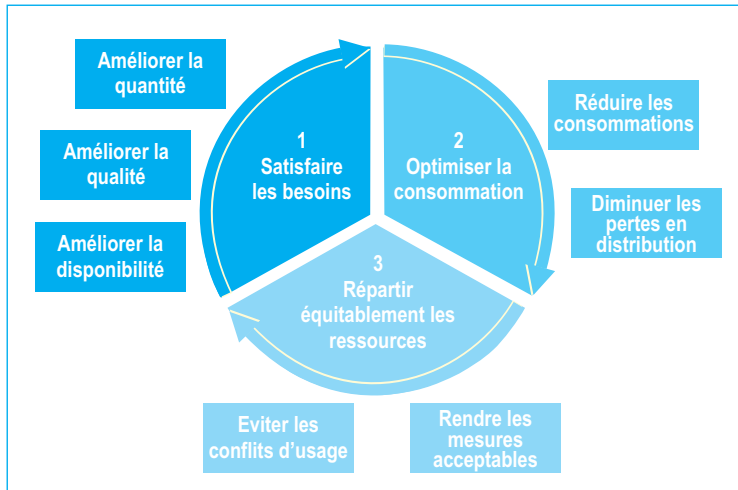 Améliorer la
quantité
Améliorer la
qualité
Améliorer la
disponibilité
1
Satisfaire
les besoins
2
Optimiser la
consommation
Réduire les
consommations
Diminuer les
pertes en
distribution
3
Répartir
équitablement les
ressources
Eviter les
conflits d’usage
Rendre les
mesures
acceptables